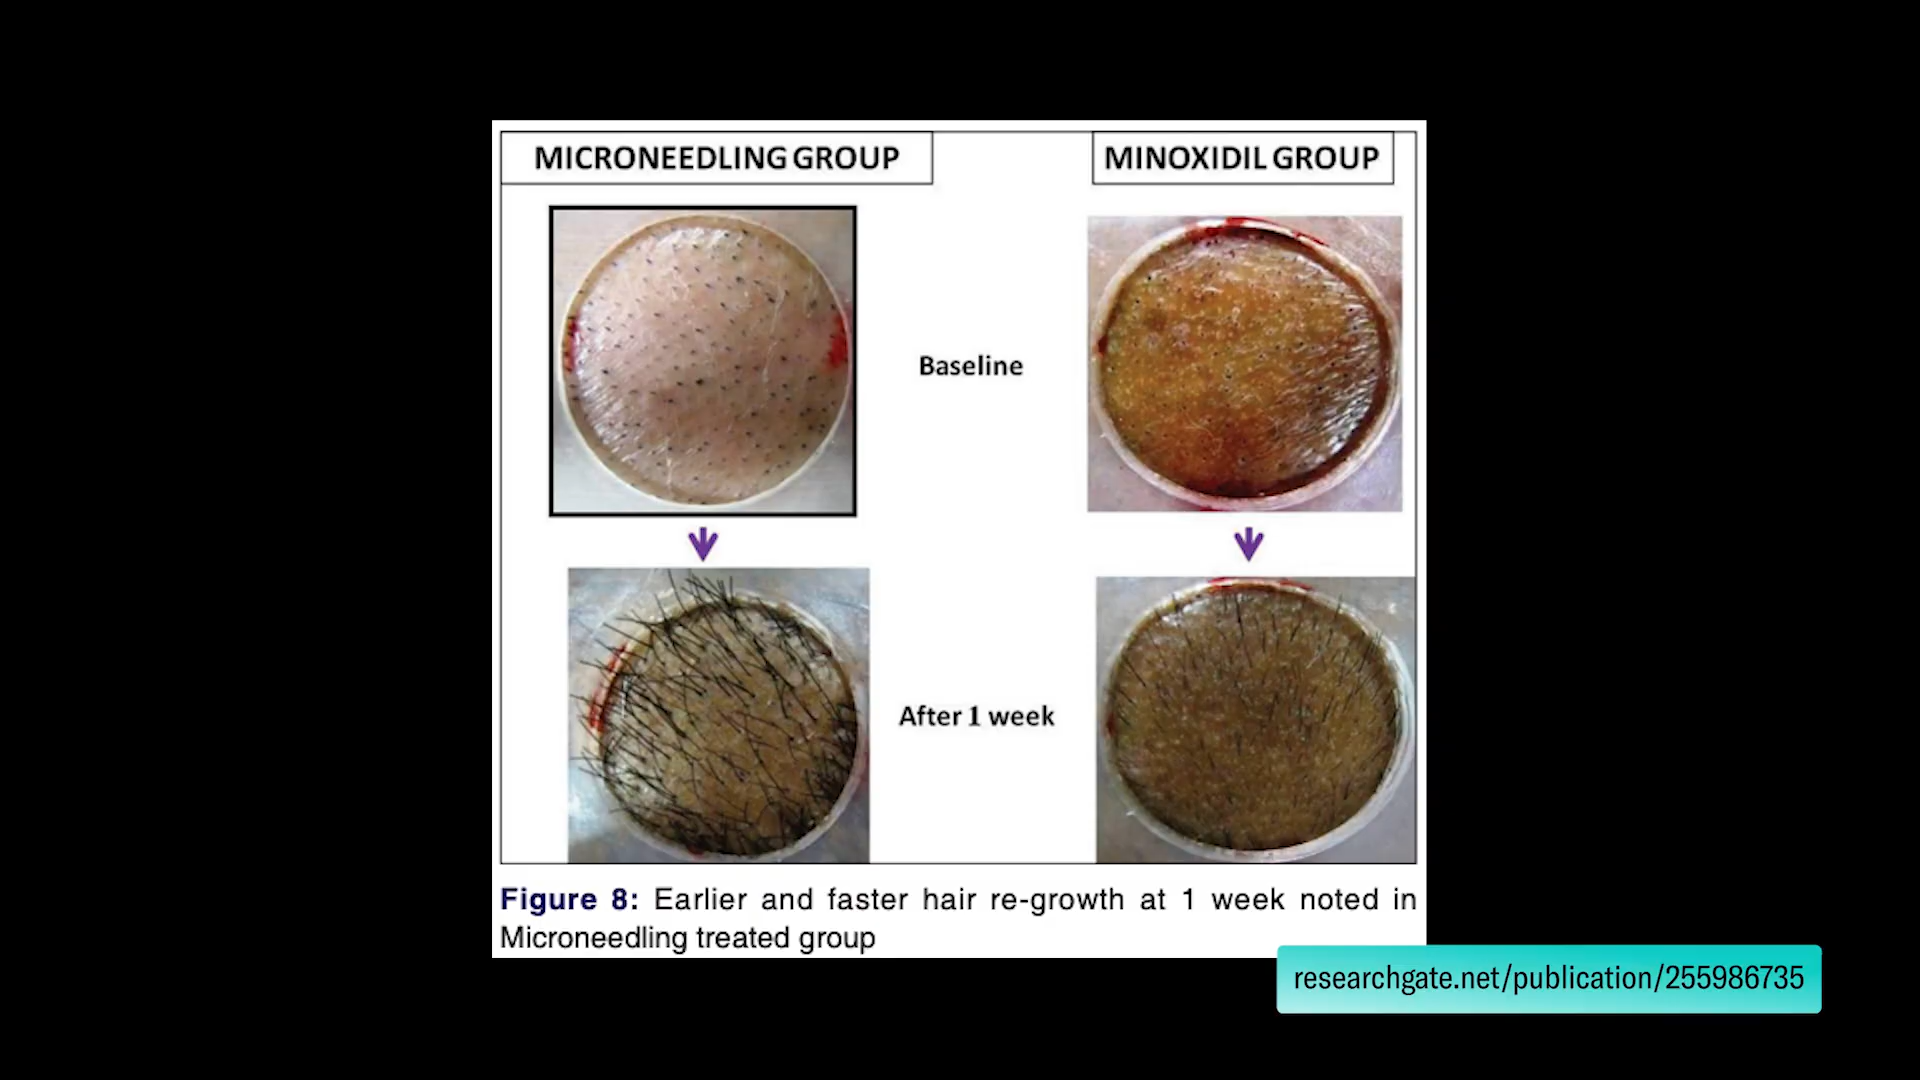 MICRONEEDLING GROUP
MINOXIDIL GROUP
Baseline
After 1 week
Figure 8: Earlier and faster hair re-growth at 1 week noted in
Microneedling treated group
researchgate.net/publication/255986735